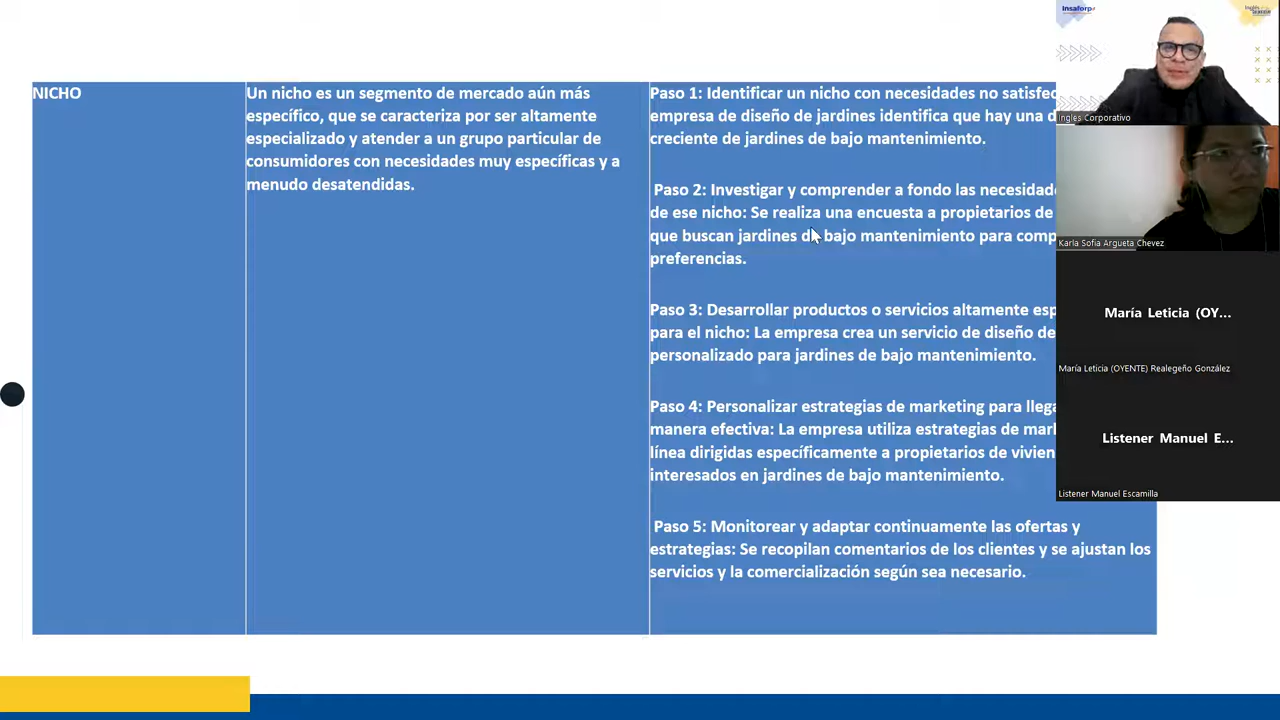 NICHO
Un nicho es un segmento de mercado aún más
específico, que se caracteriza por ser altamente
especializado y atender a un grupo particular de
consumidores con necesidades muy específicas y a
menudo desatendidas.
Paso 1: Identificar un nicho con necesidades no satisfec
empresa de diseño de jardines identifica que hay una d
creciente de jardines de bajo mantenimiento.
Paso 2: Investigar y comprender a fondo las necesidade
de ese nicho: Se realiza una encuesta a propietarios de
que buscan jardines de bajo mantenimiento para comp
preferencias.
Paso 3: Desarrollar productos o servicios altamente esp
para el nicho: La empresa crea un servicio de diseño de
personalizado para jardines de bajo mantenimiento.
Paso 4: Personalizar estrategias de marketing para llega
manera efectiva: La empresa utiliza estrategias de mar
línea dirigidas específicamente a propietarios de vivien
interesados en jardines de bajo mantenimiento.
Paso 5: Monitorear y adaptar continuamente las ofertas y
estrategias: Se recopilan comentarios de los clientes y se ajustan los
servicios y la comercialización según sea necesario.
Insaforp
Ingles Corporativo
Karla Sofia Argueta Chevez
María Leticia (OY...
María Leticia (OYENTE) Realegeño González
Listener Manuel E...
Listener Manuel Escamilla